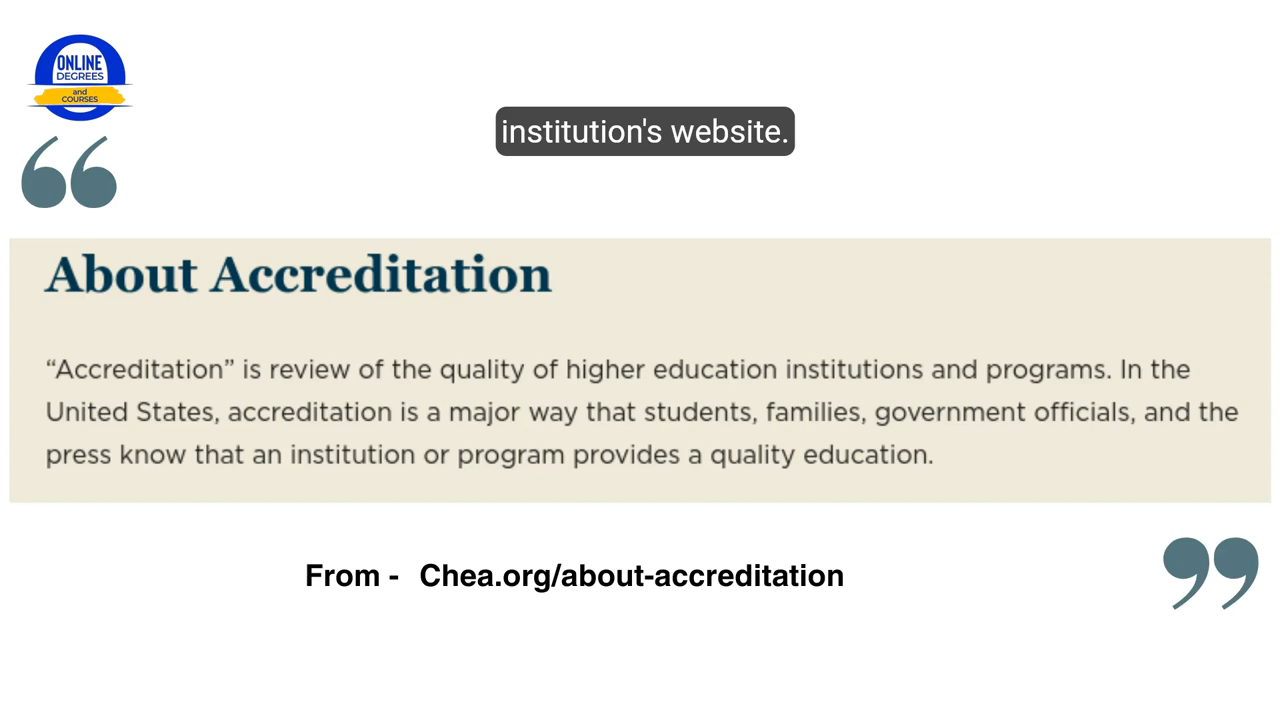 ONLINE
DEGREES
and
COURSES
institution's website.
“
About Accreditation
“Accreditation” is review of the quality of higher education institutions and programs. In the
United States, accreditation is a major way that students, families, government officials, and the
press know that an institution or program provides a quality education.
From - Chea.org/about-accreditation
”